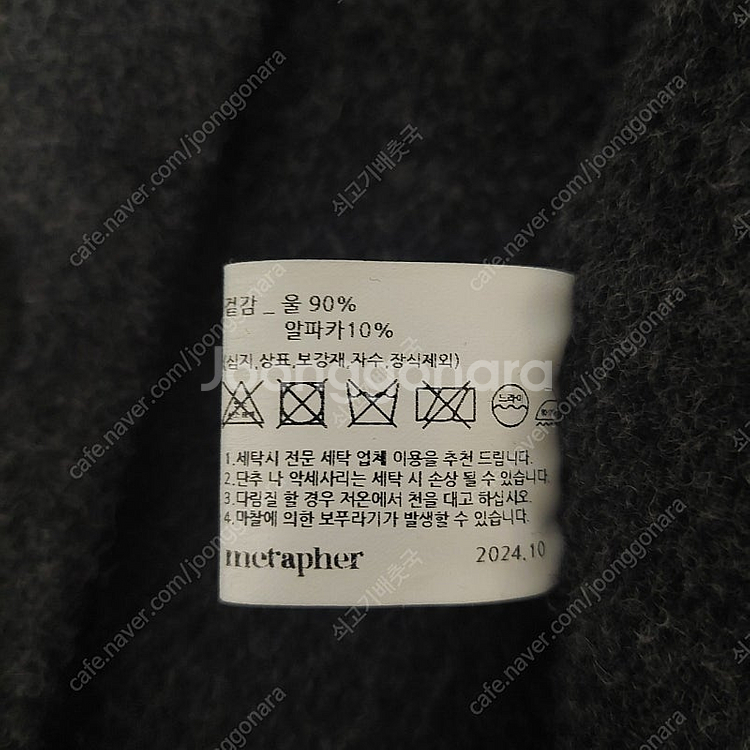 겉감 _ 울 90%
알파카10%
(심지,상표,보강재,자수,장식제외)
드라이
1.세탁시 전문 세탁 업체 이용을 추천 드립니다.
2.단추 나 악세사리는 세탁 시 손상 될 수 있습니다.
3.다림질 할 경우 저온에서 천을 대고 하십시오.
4.마찰에 의한 보푸라기가 발생할 수 있습니다.
metapher
2024.10
Joonggonara
cafe.naver.com/joonggonara
쇠고기배춧국